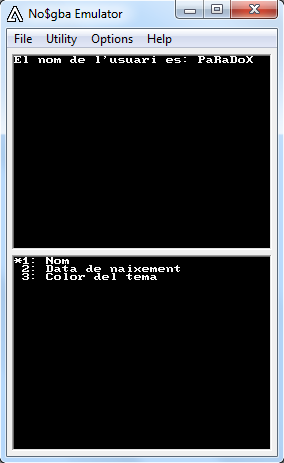 No$gba Emulator
File Utility Options Help
El nom de l'usuari es: PaRaDoX
*1: Nom
2: Data de naixement
3: Color del tema